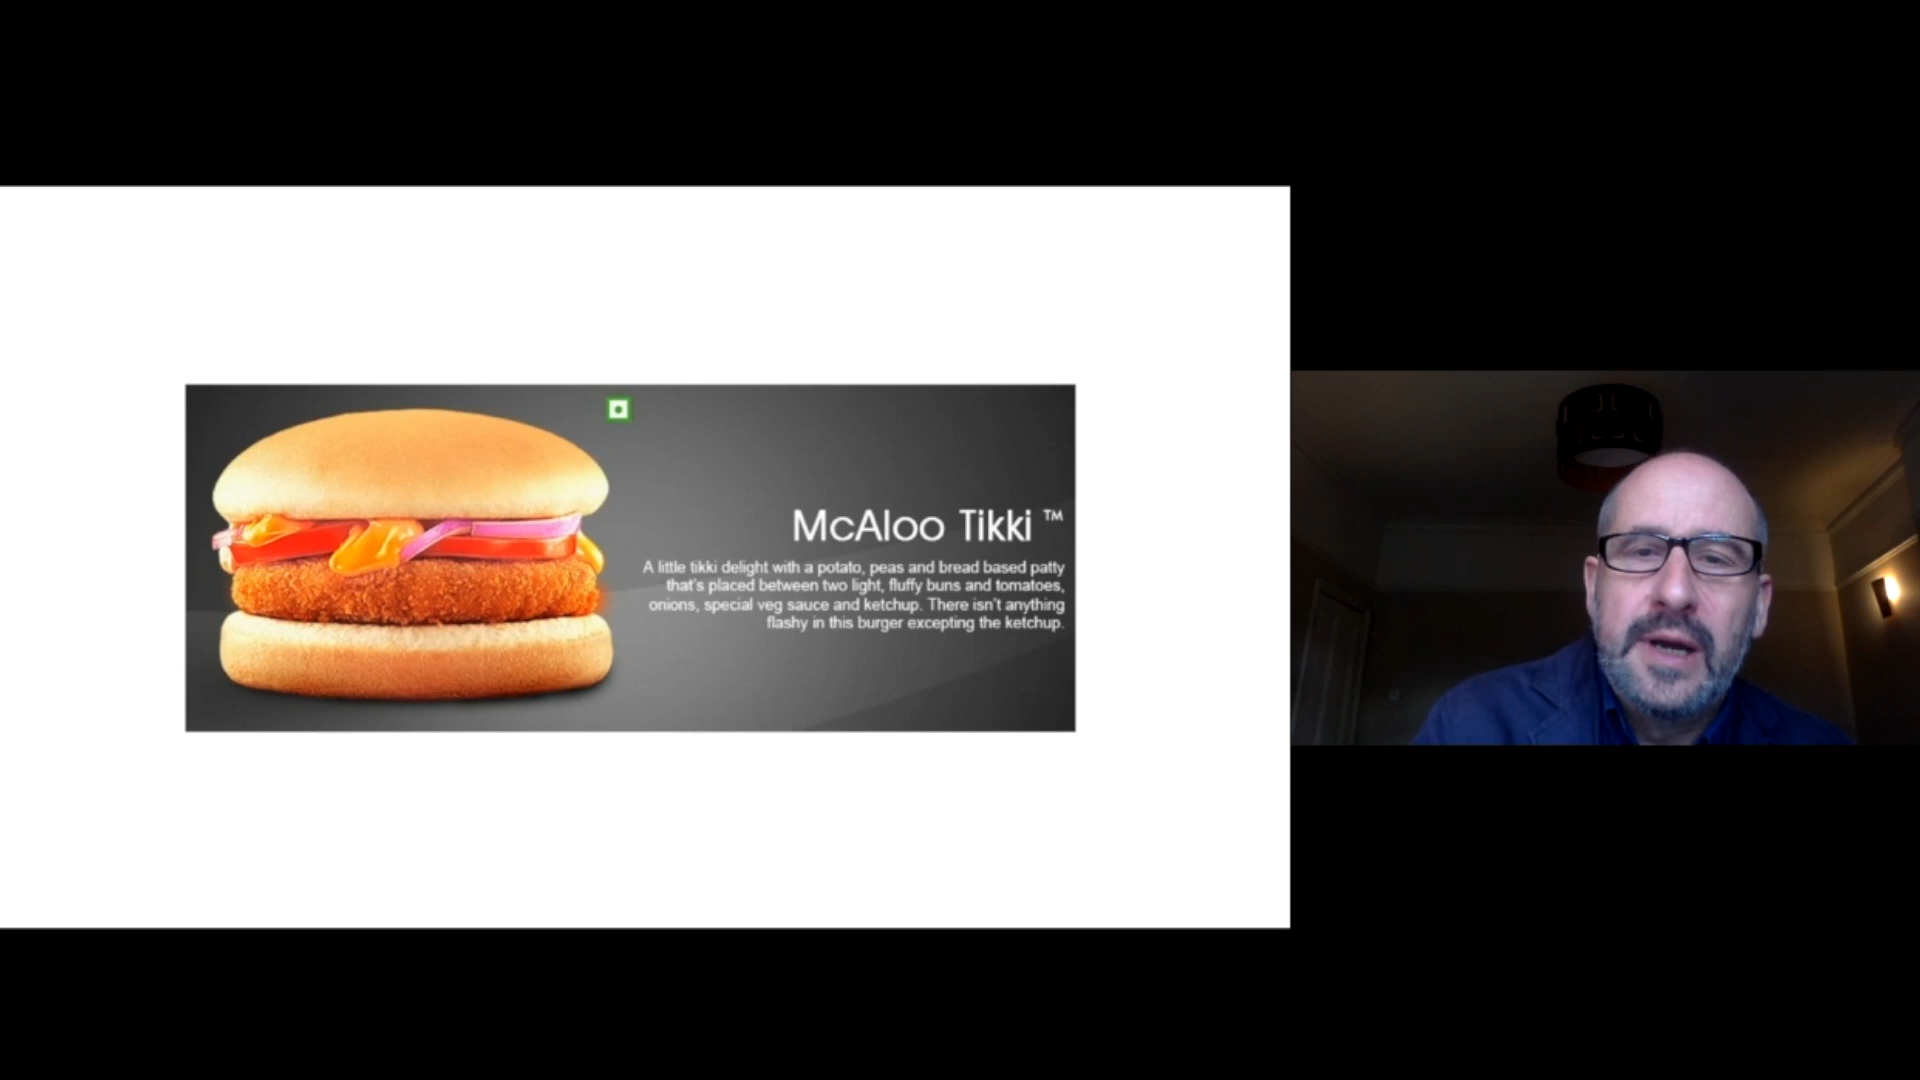 McAloo Tikki ™
A little tikki delight with a potato, peas and bread based patty
that's placed between two light, fluffy buns and tomatoes,
onions, special veg sauce and ketchup. There isn't anything
flashy in this burger excepting the ketchup.